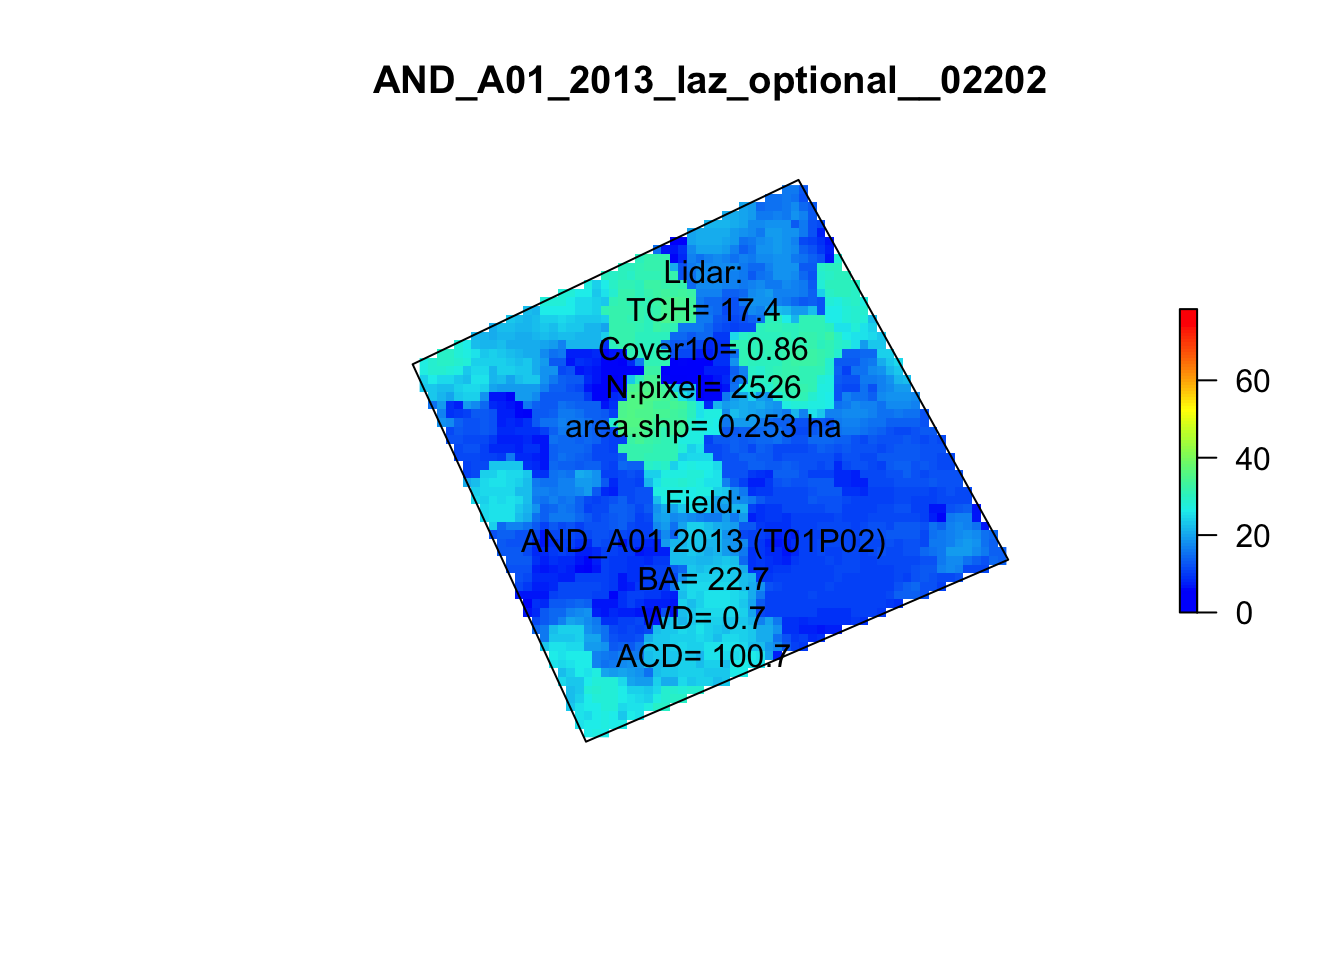 AND_A01_2013_laz_optional__02202
Lidar:
TCH= 17.4
Cover10= 0.86
N.pixel= 2526
area.shp= 0.253 ha
Field:
AND_A01 2013 (T01P02)
BA= 22.7
WD= 0.7
ACD= 100.7
60
40
20
0